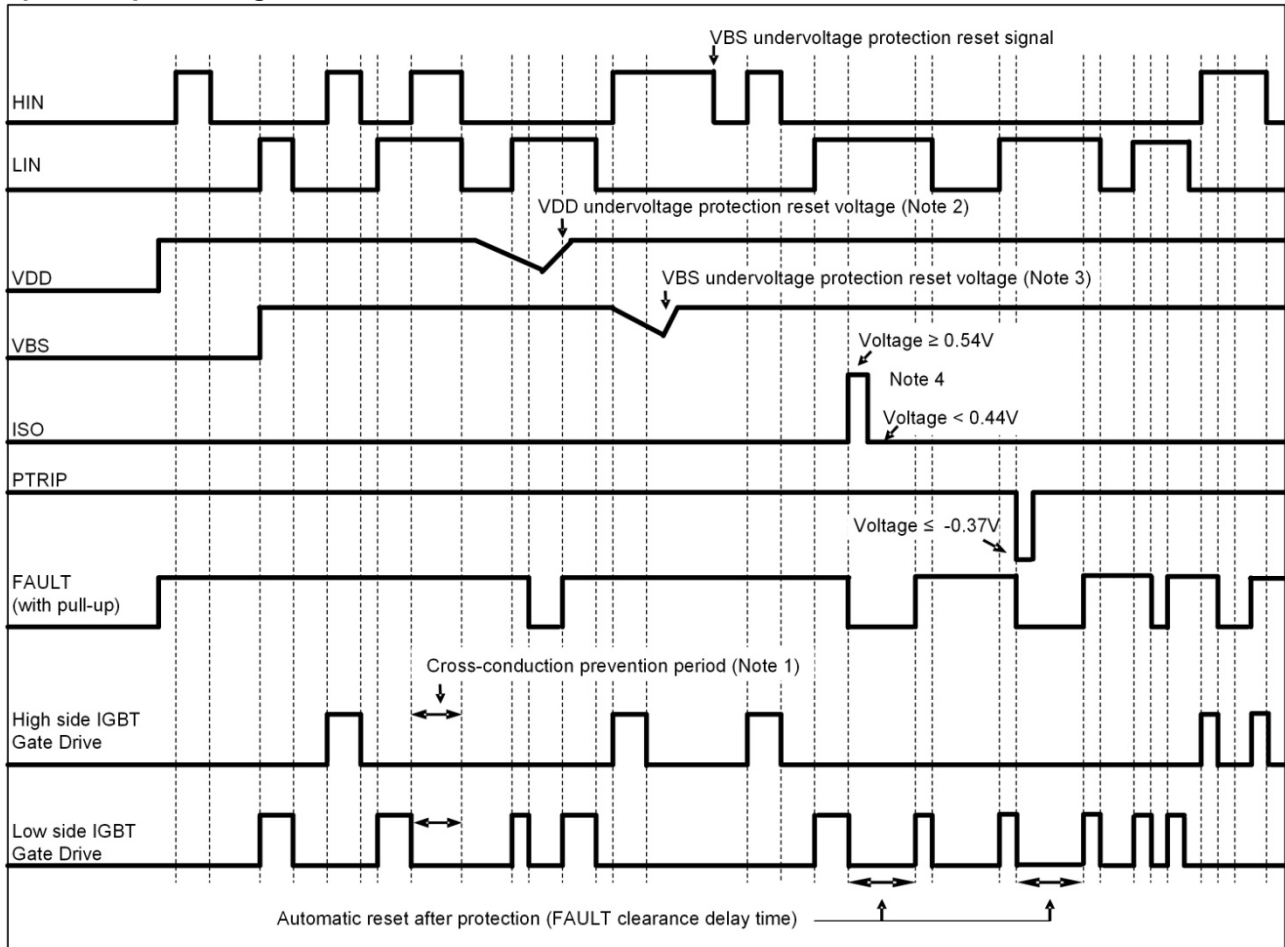 VBS undervoltage protection reset signal
HIN
LIN
VDD undervoltage protection reset voltage (Note 2)
VDD
VBS undervoltage protection reset voltage (Note 3)
VBS
Voltage ≥ 0.54V
Note 4
Voltage < 0.44V
ISO
PTRIP
Voltage ≤ -0.37V
FAULT
(with pull-up)
Cross-conduction prevention period (Note 1)
High side IGBT
Gate Drive
Low side IGBT
Gate Drive
Automatic reset after protection (FAULT clearance delay time)